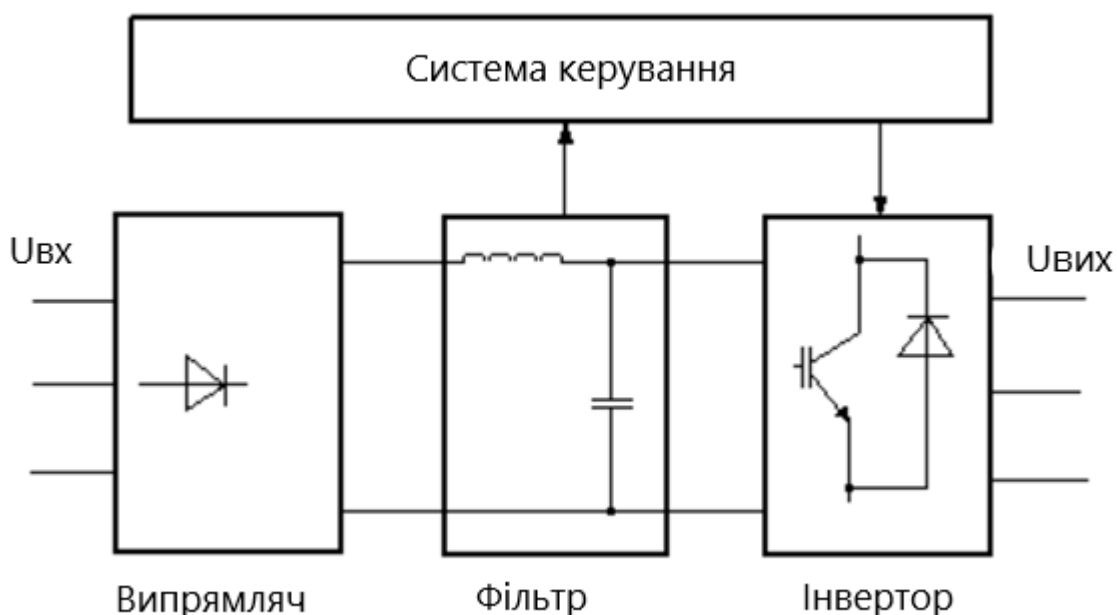 Система керування
Uвх
Uвих
Випрямляч
Фільтр
Інвертор